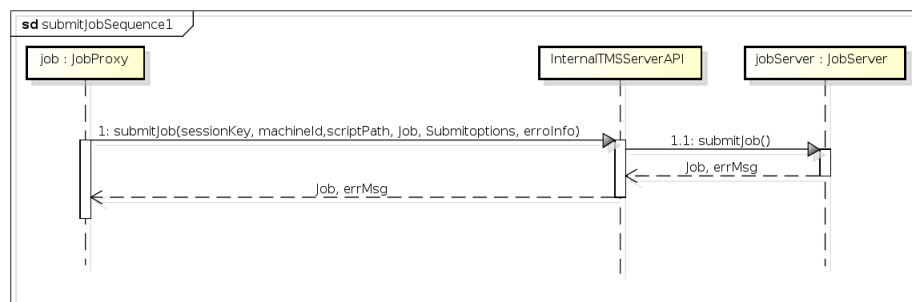 sd submitJobSequence1
job : JobProxy
InternalTMSServerAPI
jobServer : JobServer
1: submitJob(sessionKey, machineId,scriptPath, Job, Submitoptions, erroInfo)
1.1: submitJob()
Job, errMsg
Job, errMsg